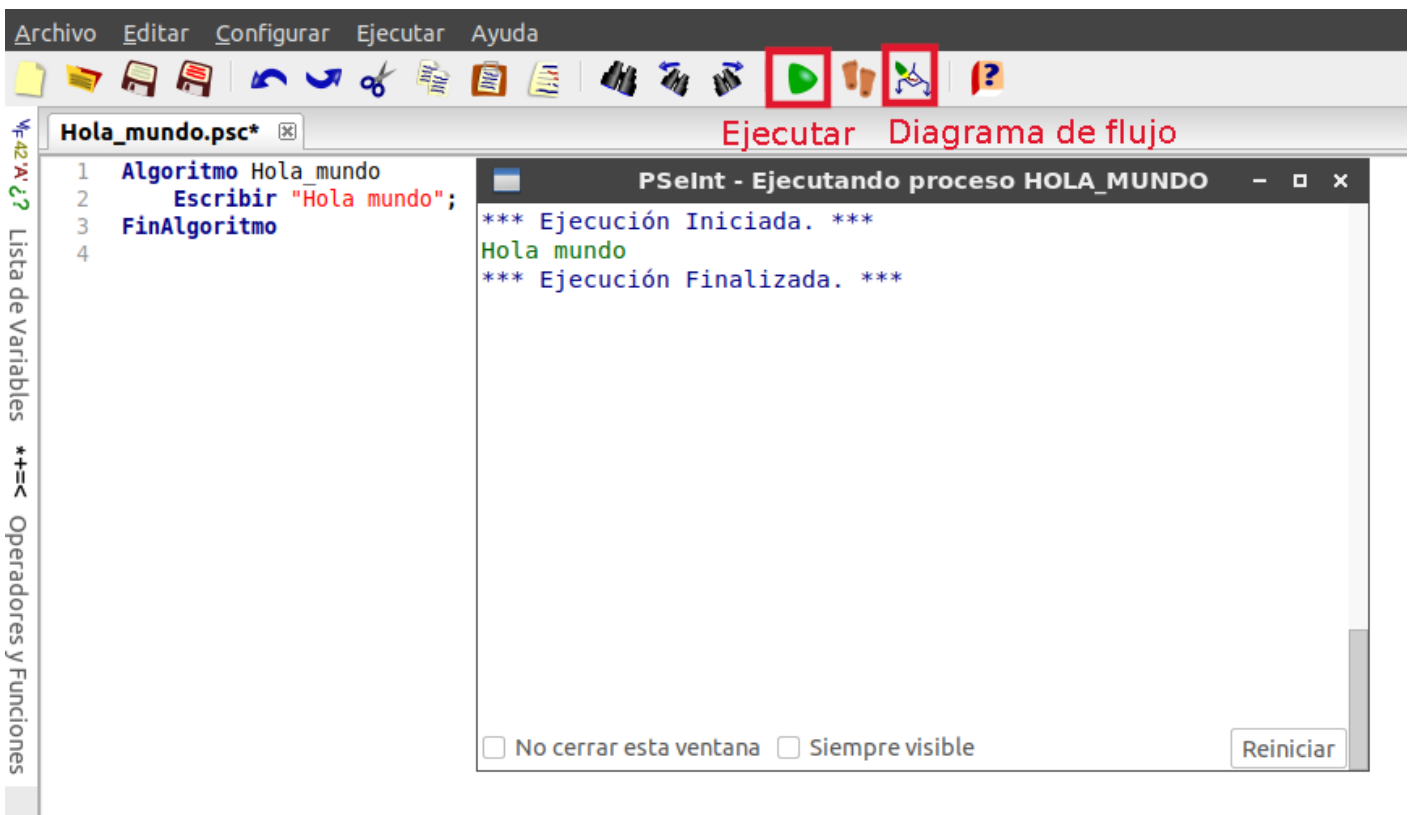 Archivo Editar Configurar Ejecutar Ayuda
Hola_mundo.psc*
Ejecutar Diagrama de flujo
1 Algoritmo Hola_mundo
2 Escribir "Hola mundo";
3 FinAlgoritmo
4
PSeInt - Ejecutando proceso HOLA_MUNDO
*** Ejecución Iniciada. ***
Hola mundo
*** Ejecución Finalizada. ***
No cerrar esta ventana Siempre visible Reiniciar
42 'A' ¿? Lista de Variables
*+=< Operadores y Funciones